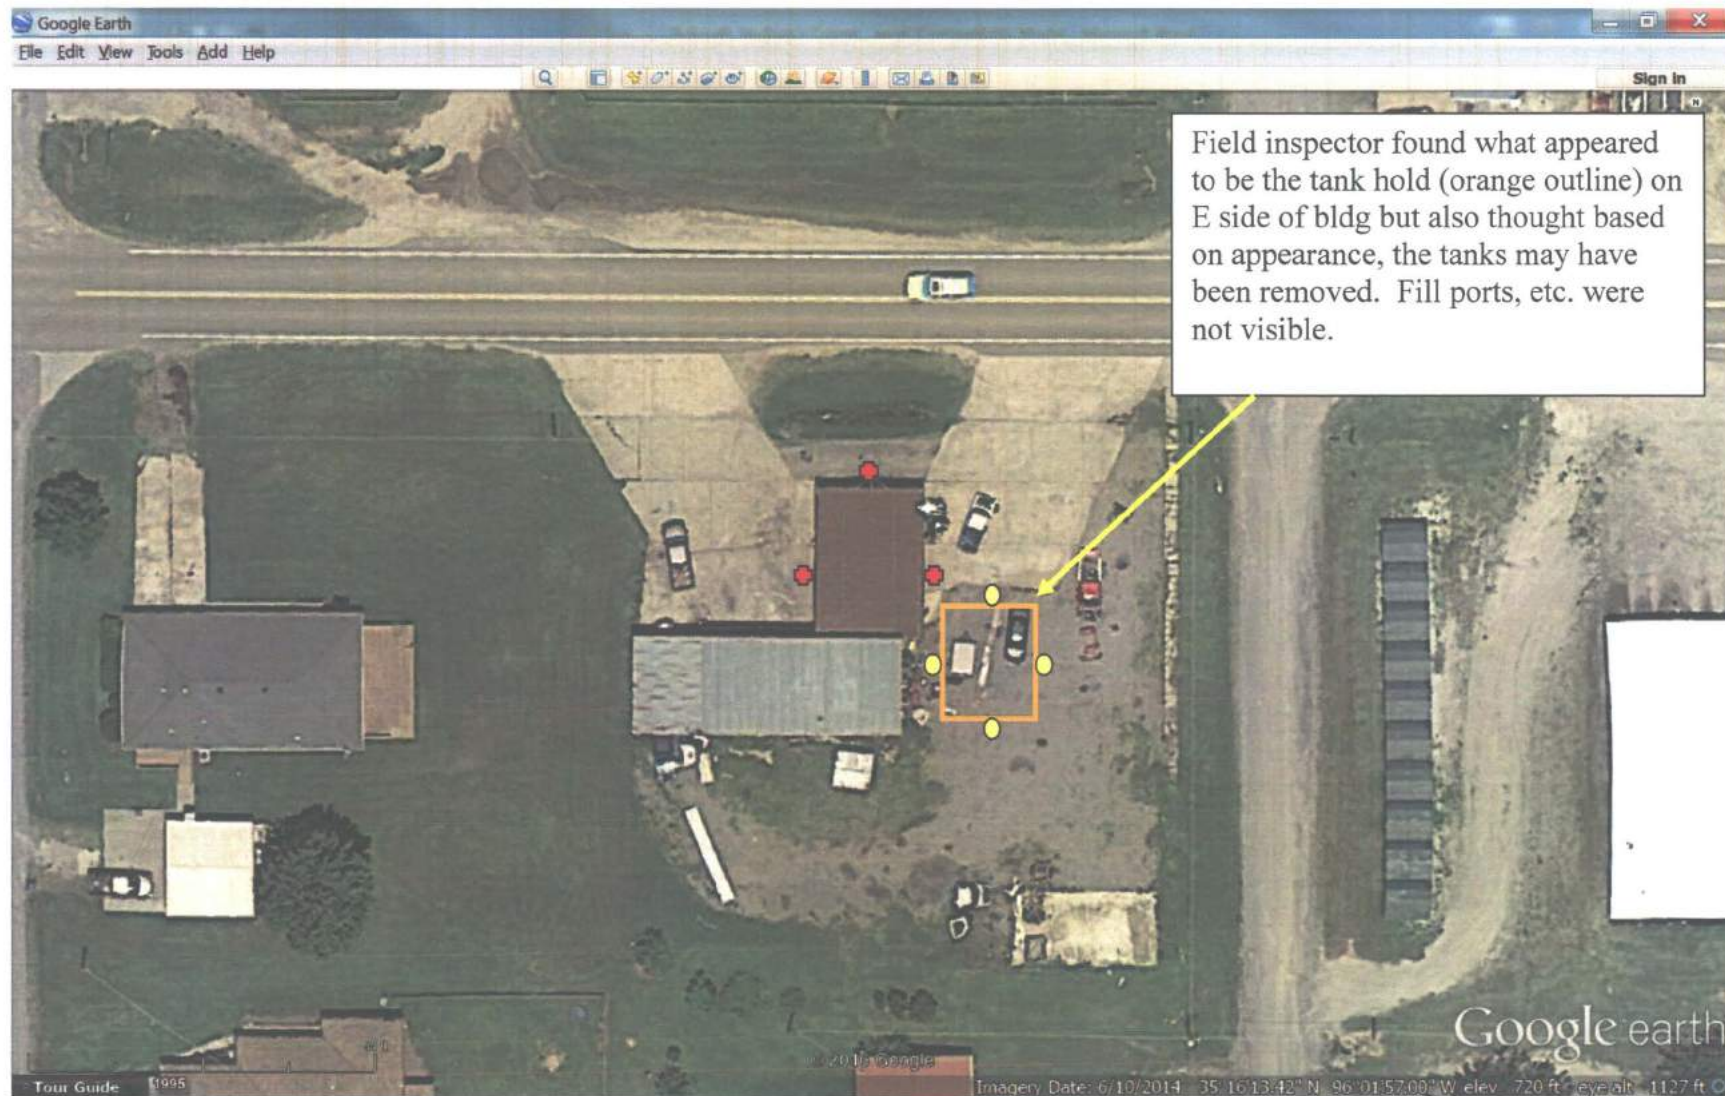 Google Earth
File Edit View Tools Add Help
Sign in
Field inspector found what appeared
to be the tank hold (orange outline) on
E side of bldg but also thought based
on appearance, the tanks may have
been removed. Fill ports, etc. were
not visible.
Google earth
Google
Tour Guide 1995 Imagery Date: 6/10/2014 35°16'13.42" N 96°01'57.00" W elev 720 ft eye alt 1127 ft